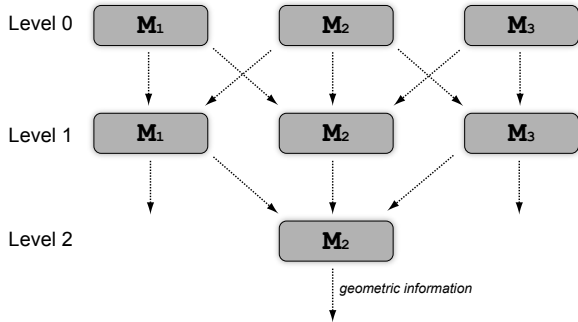 Level 0 M1 M2 M3
Level 1 M1 M2 M3
Level 2 M2
geometric information